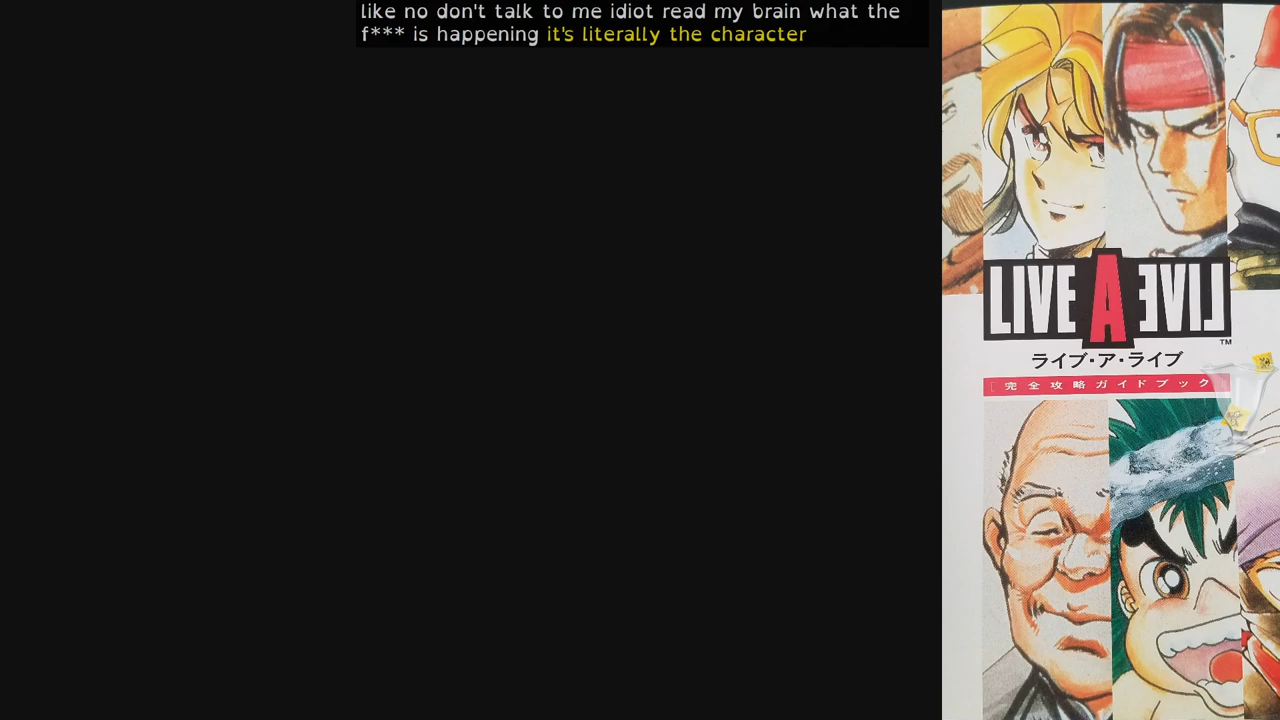 like no don't talk to me idiot read my brain what the
f*** is happening it's literally the character
LIVE A LIVE
TM
ライブ・ア・ライブ
[完全攻略ガイドブック]